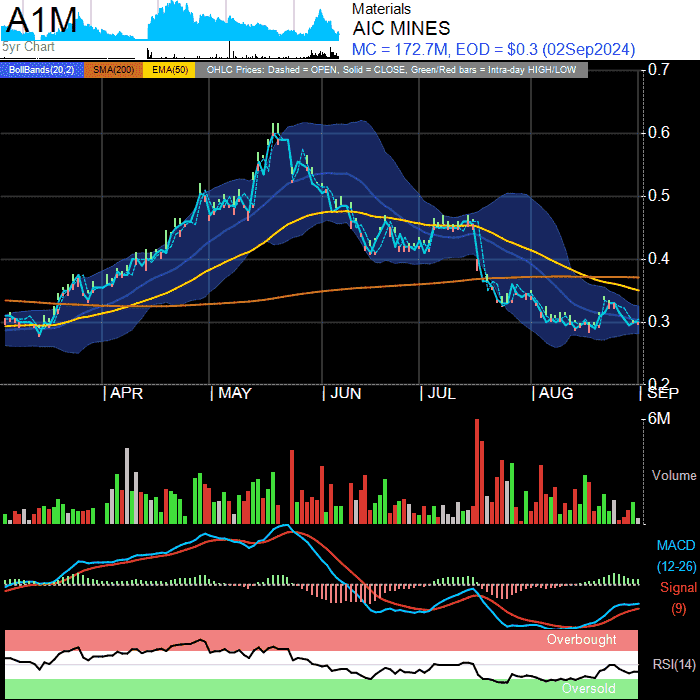 A1M
5yr Chart
Materials
AIC MINES
MC = 172.7M, EOD = $0.3 (02Sep2024)
BollBands(20,2) SMA(200) EMA(50) OHLC Prices: Dashed = OPEN, Solid = CLOSE, Green/Red bars = Intra-day HIGH/LOW
0.7
0.6
0.5
0.4
0.3
0.2
APR MAY JUN JUL AUG SEP
6M
Volume
MACD
(12-26)
Signal
(9)
Overbought
RSI(14)
Oversold